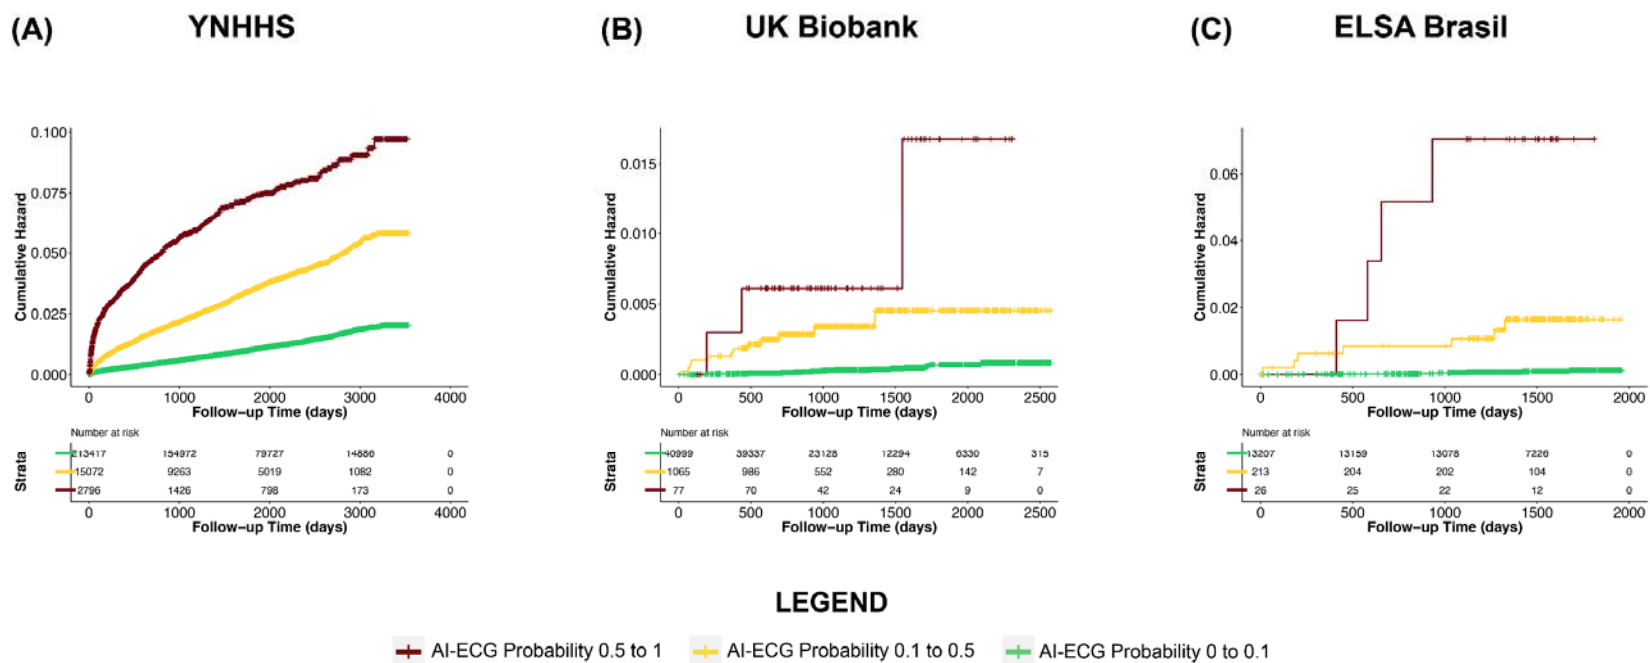 (A) YNHHS
0.100
0.075
0.050
0.025
0.000
Cumulative Hazard
0 1000 2000 3000 4000
Follow-up Time (days)
Number at risk
Strata
213417 154972 79727 14886 0
15072 9263 5019 1082 0
2796 1426 798 173 0
0 1000 2000 3000 4000
Follow-up Time (days)
(B) UK Biobank
0.015
0.010
0.005
0.000
Cumulative Hazard
0 500 1000 1500 2000 2500
Follow-up Time (days)
Number at risk
Strata
40999 39337 23128 12294 6330 315
1065 986 552 280 142 7
77 70 42 24 9 0
0 500 1000 1500 2000 2500
Follow-up Time (days)
(C) ELSA Brasil
0.06
0.04
0.02
0.00
Cumulative Hazard
0 500 1000 1500 2000
Follow-up Time (days)
Number at risk
Strata
13207 13159 13078 7226 0
213 204 202 104 0
26 25 22 12 0
0 500 1000 1500 2000
Follow-up Time (days)
LEGEND
AI-ECG Probability 0.5 to 1 AI-ECG Probability 0.1 to 0.5 AI-ECG Probability 0 to 0.1